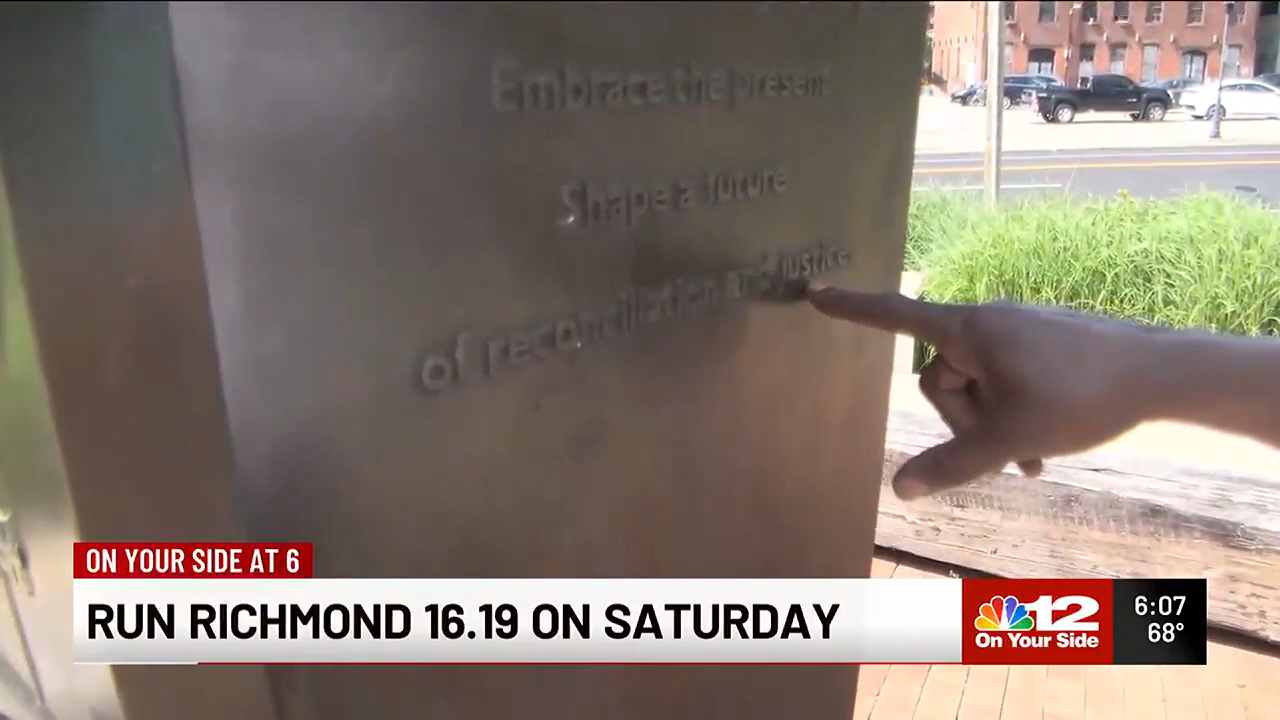 Embrace the present
Shape a future
of reconciliation and justice
ON YOUR SIDE AT 6
RUN RICHMOND 16.19 ON SATURDAY
12
On Your Side
6:07
68°